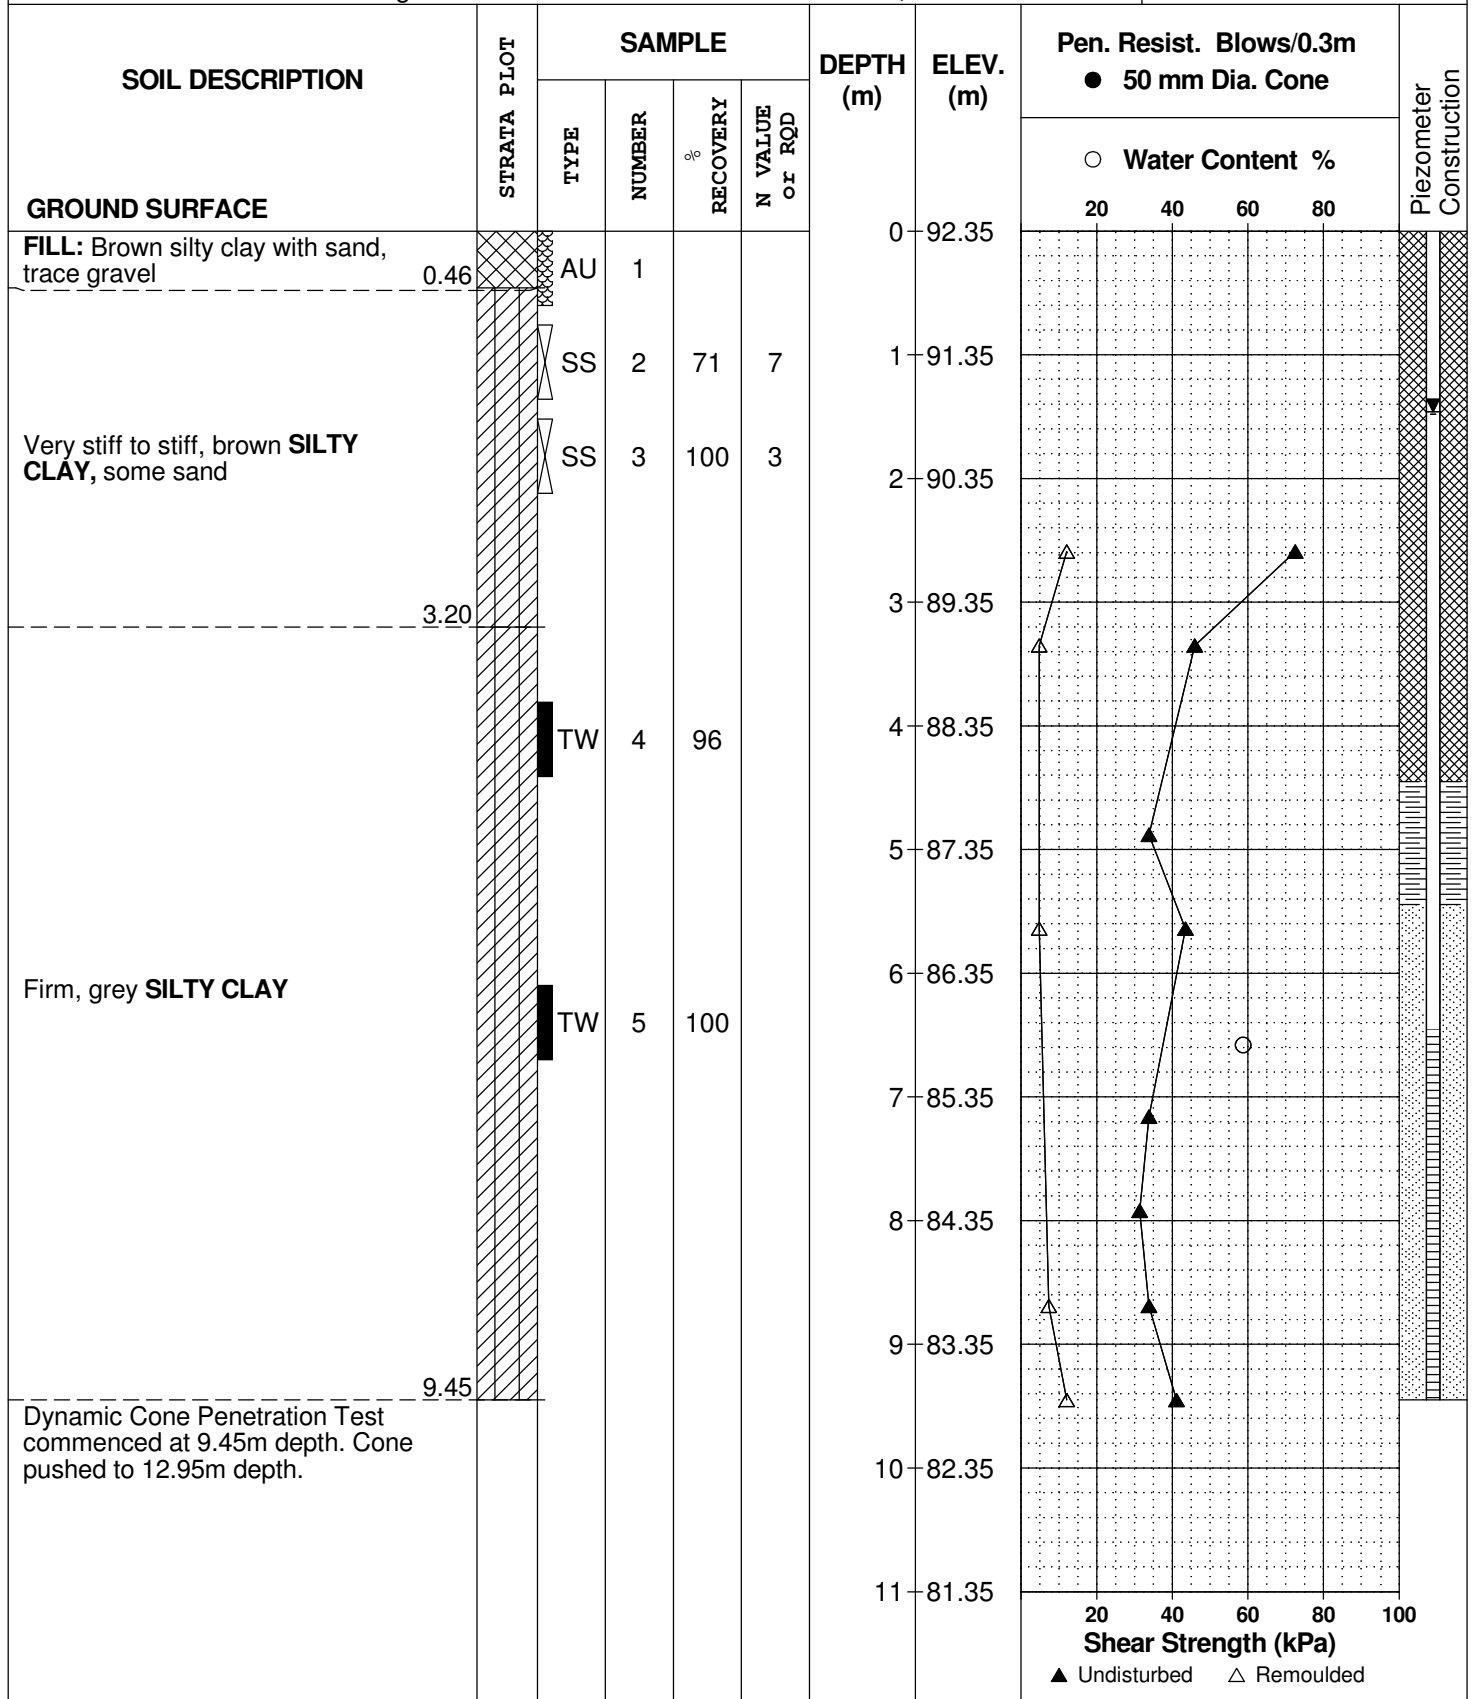 SOIL DESCRIPTION
GROUND SURFACE
STRATA PLOT
SAMPLE
TYPE
NUMBER
% RECOVERY
N VALUE or RQD
DEPTH (m)
ELEV. (m)
Pen. Resist. Blows/0.3m
● 50 mm Dia. Cone
○ Water Content %
20 40 60 80
Piezometer Construction
FILL: Brown silty clay with sand,
trace gravel 0.46
AU 1
0 92.35
SS 2 71 7
1 91.35
Very stiff to stiff, brown SILTY
CLAY, some sand
SS 3 100 3
2 90.35
3.20
3 89.35
TW 4 96
4 88.35
5 87.35
6 86.35
Firm, grey SILTY CLAY
TW 5 100
7 85.35
8 84.35
9 83.35
9.45
Dynamic Cone Penetration Test
commenced at 9.45m depth. Cone
pushed to 12.95m depth.
10 82.35
11 81.35
20 40 60 80 100
Shear Strength (kPa)
▲ Undisturbed △ Remoulded